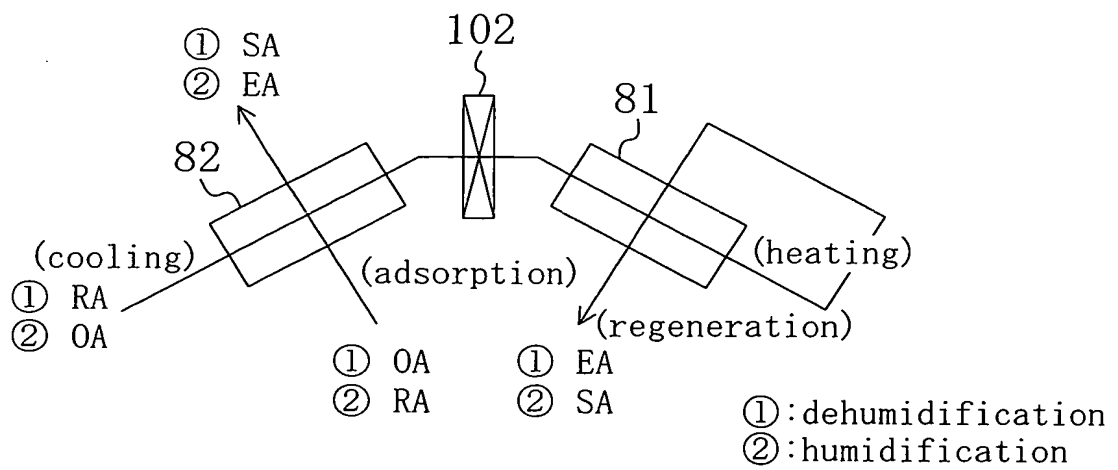 ① SA
② EA
102
81
82
(cooling)
① RA
② OA
(adsorption)
(heating)
(regeneration)
① OA
② RA
① EA
② SA
①:dehumidification
②:humidification